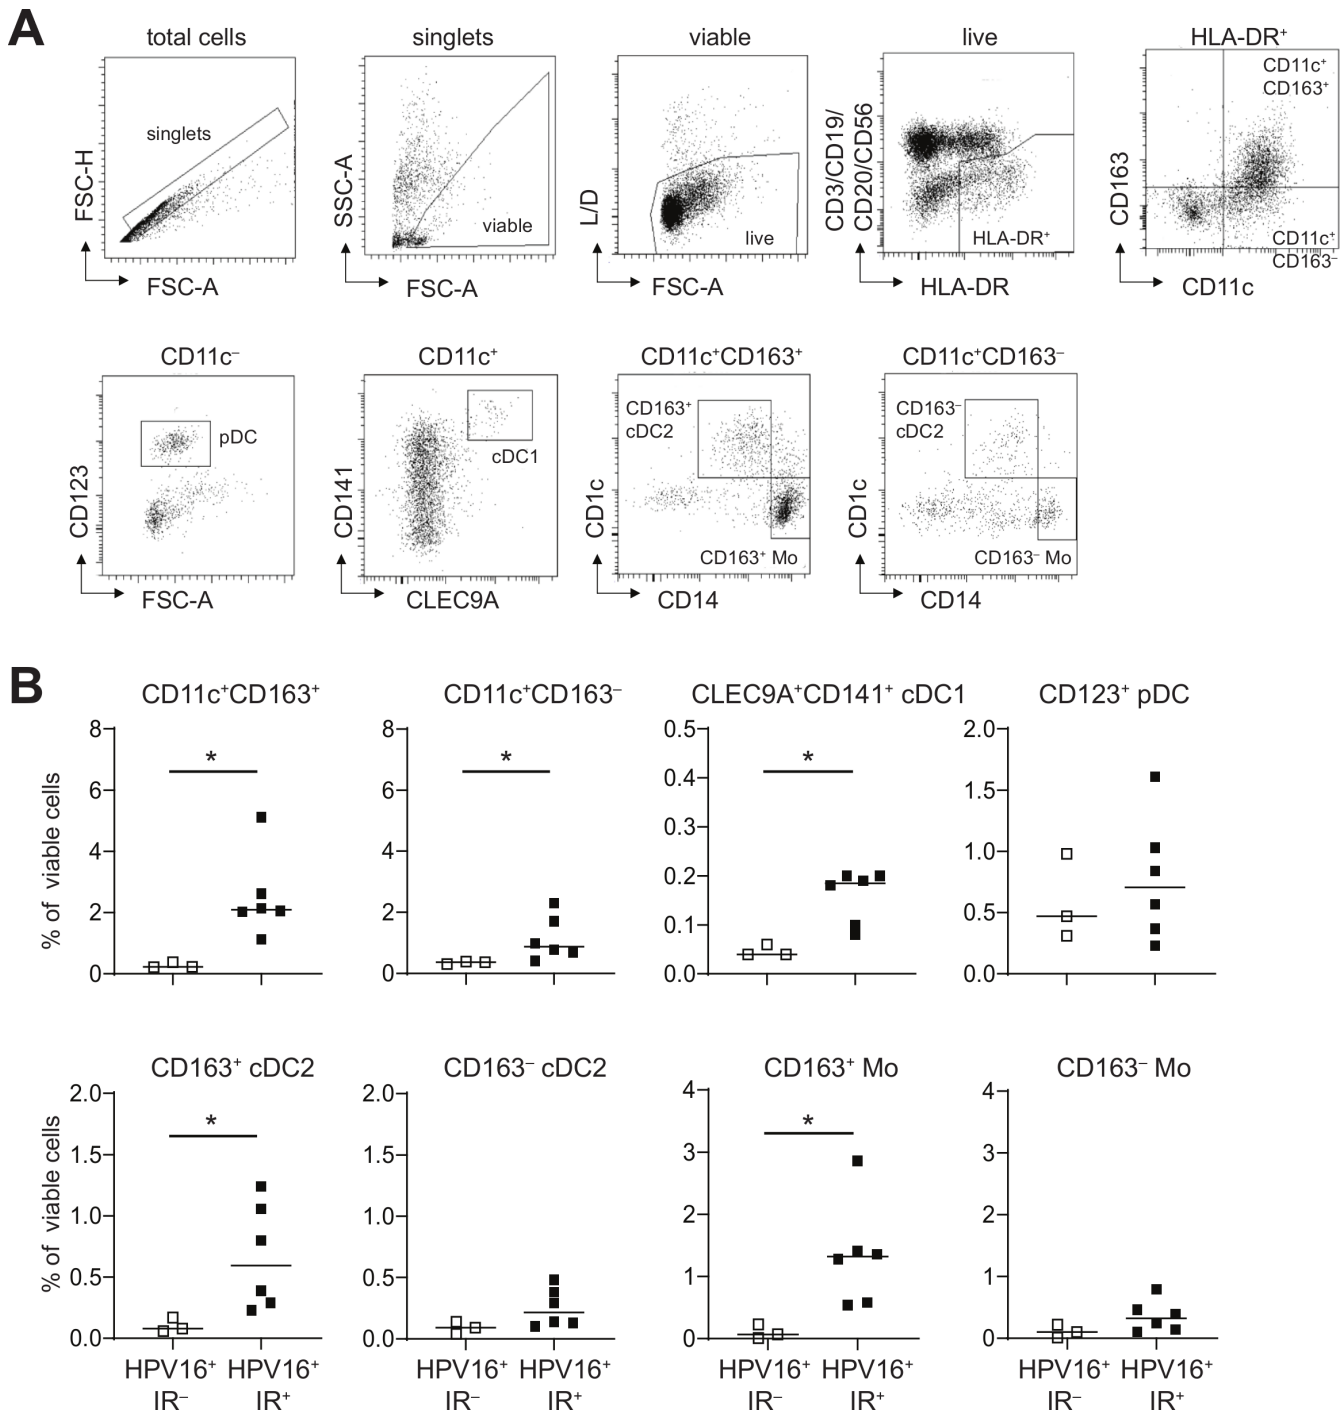 A
total cells
singlets
FSC-H
FSC-A
singlets
viable
SSC-A
FSC-A
viable
live
L/D
FSC-A
live
HLA-DR⁺
CD3/CD19/
CD20/CD56
HLA-DR
HLA-DR⁺
CD11c⁺
CD163⁺
CD11c⁺
CD163⁻
CD163
CD11c
CD11c⁻
pDC
CD123
FSC-A
CD11c⁺
cDC1
CD141
CLEC9A
CD11c⁺CD163⁺
CD163⁺
cDC2
CD163⁺ Mo
CD1c
CD14
CD11c⁺CD163⁻
CD163⁻
cDC2
CD163⁻ Mo
CD1c
CD14
B
CD11c⁺CD163⁺
% of viable cells
8
6
4
2
0
*
CD11c⁺CD163⁻
8
6
4
2
0
*
CLEC9A⁺CD141⁺ cDC1
0.5
0.4
0.3
0.2
0.1
0.0
*
CD123⁺ pDC
2.0
1.5
1.0
0.5
0.0
CD163⁺ cDC2
% of viable cells
2.0
1.5
1.0
0.5
0.0
*
HPV16⁺ HPV16⁺
IR⁻ IR⁺
CD163⁻ cDC2
2.0
1.5
1.0
0.5
0.0
HPV16⁺ HPV16⁺
IR⁻ IR⁺
CD163⁺ Mo
4
3
2
1
0
*
HPV16⁺ HPV16⁺
IR⁻ IR⁺
CD163⁻ Mo
4
3
2
1
0
HPV16⁺ HPV16⁺
IR⁻ IR⁺